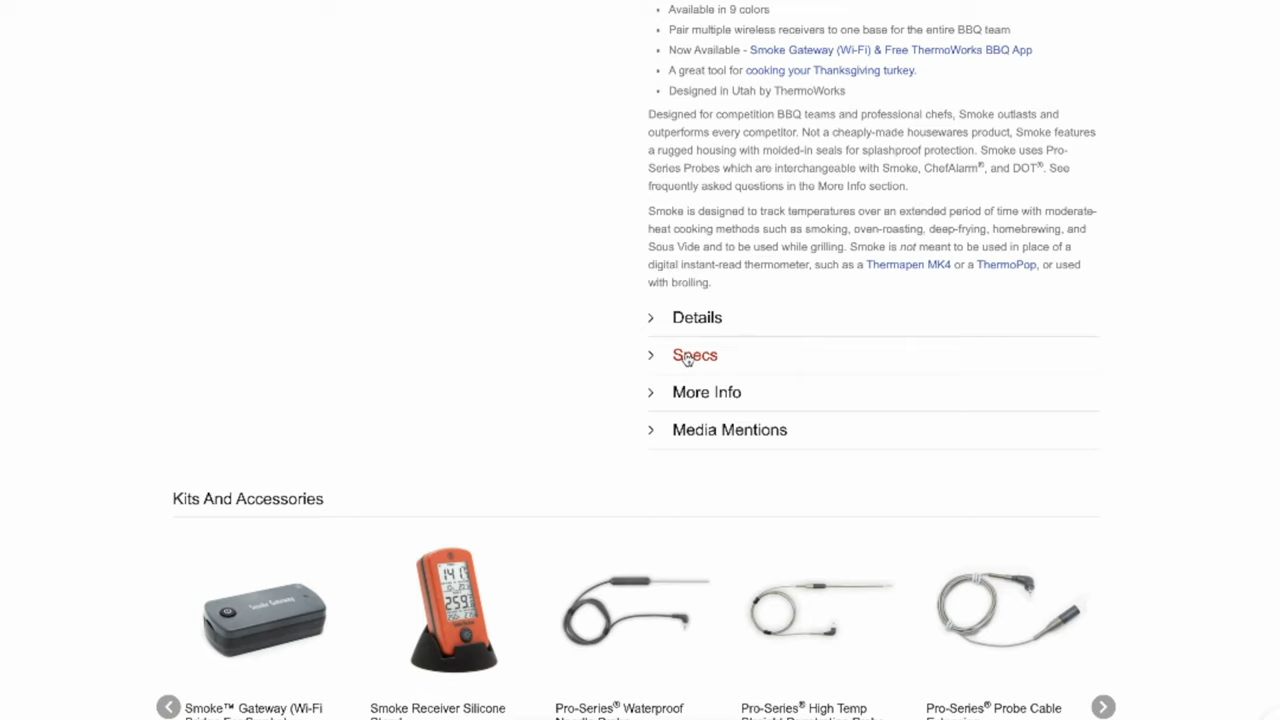 Available in 9 colors
Pair multiple wireless receivers to one base for the entire BBQ team
Now Available - Smoke Gateway (Wi-Fi) & Free ThermoWorks BBQ App
A great tool for cooking your Thanksgiving turkey.
Designed in Utah by ThermoWorks
Designed for competition BBQ teams and professional chefs, Smoke outlasts and
outperforms every competitor. Not a cheaply-made housewares product, Smoke features
a rugged housing with molded-in seals for splashproof protection. Smoke uses Pro-
Series Probes which are interchangeable with Smoke, ChefAlarm®, and DOT®. See
frequently asked questions in the More Info section.
Smoke is designed to track temperatures over an extended period of time with moderate-
heat cooking methods such as smoking, oven-roasting, deep-frying, homebrewing, and
Sous Vide and to be used while grilling. Smoke is not meant to be used in place of a
digital instant-read thermometer, such as a Thermapen MK4 or a ThermoPop, or used
with broiling.
Details
Specs
More Info
Media Mentions
Kits And Accessories
Smoke Gateway
141
259
Smoke™ Gateway (Wi-Fi
Smoke Receiver Silicone
Pro-Series® Waterproof
Pro-Series® High Temp
Pro-Series® Probe Cable